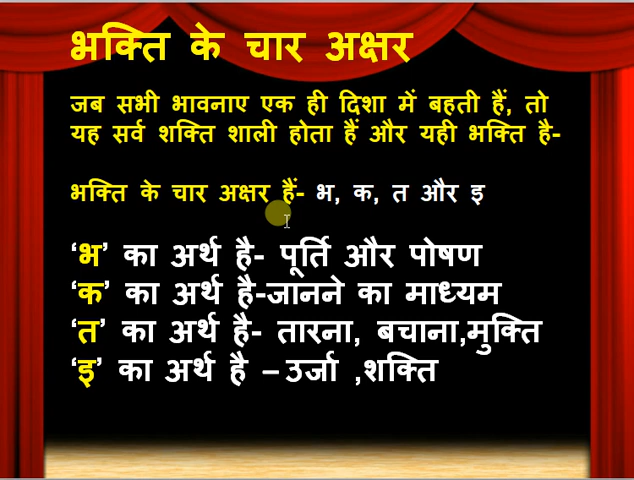 भक्ति के चार अक्षर
जब सभी भावनाए एक ही दिशा में बहती हैं, तो
यह सर्व शक्ति शाली होता हैं और यही भक्ति है-
भक्ति के चार अक्षर हैं- भ, क, त और इ
‘भ’ का अर्थ है- पूर्ति और पोषण
‘क’ का अर्थ है-जानने का माध्यम
‘त’ का अर्थ है- तारना, बचाना,मुक्ति
‘इ’ का अर्थ है – उर्जा ,शक्ति